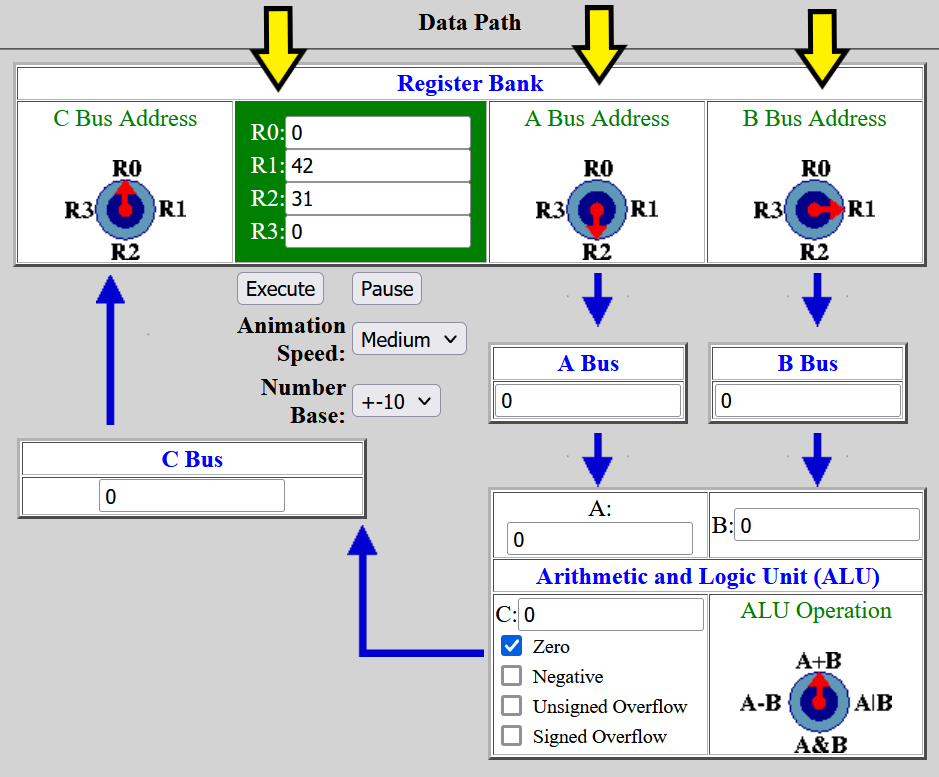 Data Path
Register Bank
C Bus Address
R0
R3 R1
R2
R0: 0
R1: 42
R2: 31
R3: 0
A Bus Address
R0
R3 R1
R2
B Bus Address
R0
R3 R1
R2
Execute Pause
Animation
Speed: Medium
Number
Base: +-10
A Bus
0
B Bus
0
C Bus
0
A:
0
B: 0
Arithmetic and Logic Unit (ALU)
C: 0
Zero
Negative
Unsigned Overflow
Signed Overflow
ALU Operation
A+B
A-B A|B
A&B